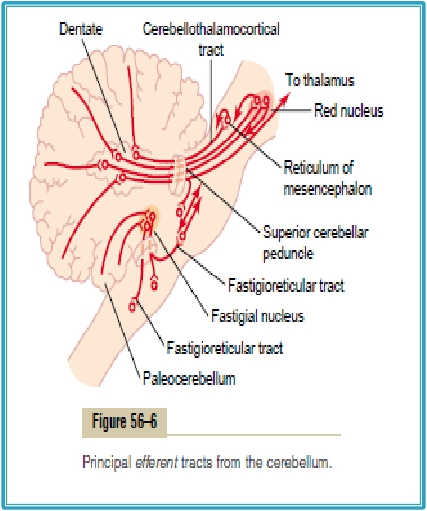 Dentate
Cerebellothalamocortical
tract
To thalamus
Red nucleus
Reticulum of
mesencephalon
Superior cerebellar
peduncle
Fastigioreticular tract
Fastigial nucleus
Fastigioreticular tract
Paleocerebellum
Figure 56–6
Principal efferent tracts from the cerebellum.